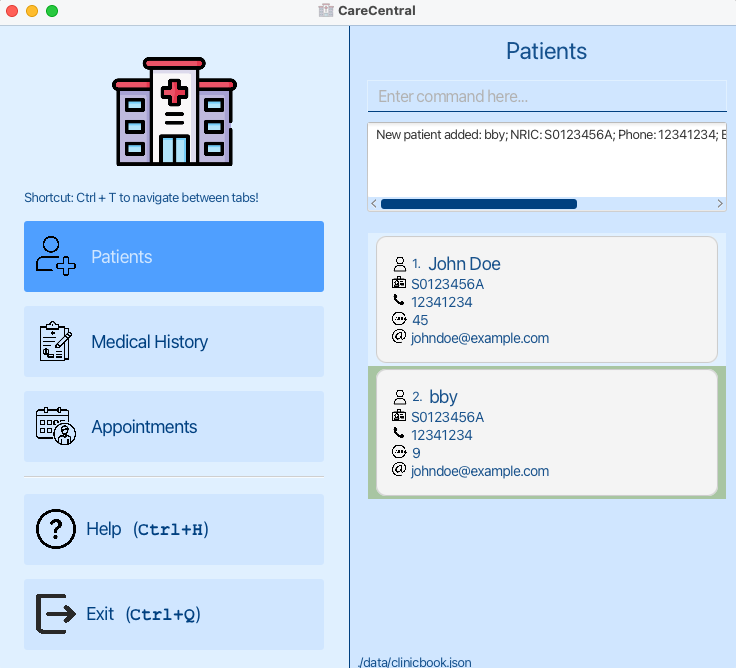 CareCentral
Shortcut: Ctrl + T to navigate between tabs!
Patients
Medical History
Appointments
Help (Ctrl+H)
Exit (Ctrl+Q)
Patients
Enter command here...
New patient added: bby; NRIC: S0123456A; Phone: 12341234; E
1. John Doe
S0123456A
12341234
45
johndoe@example.com
2. bby
S0123456A
12341234
9
johndoe@example.com
./data/clinicbook.json